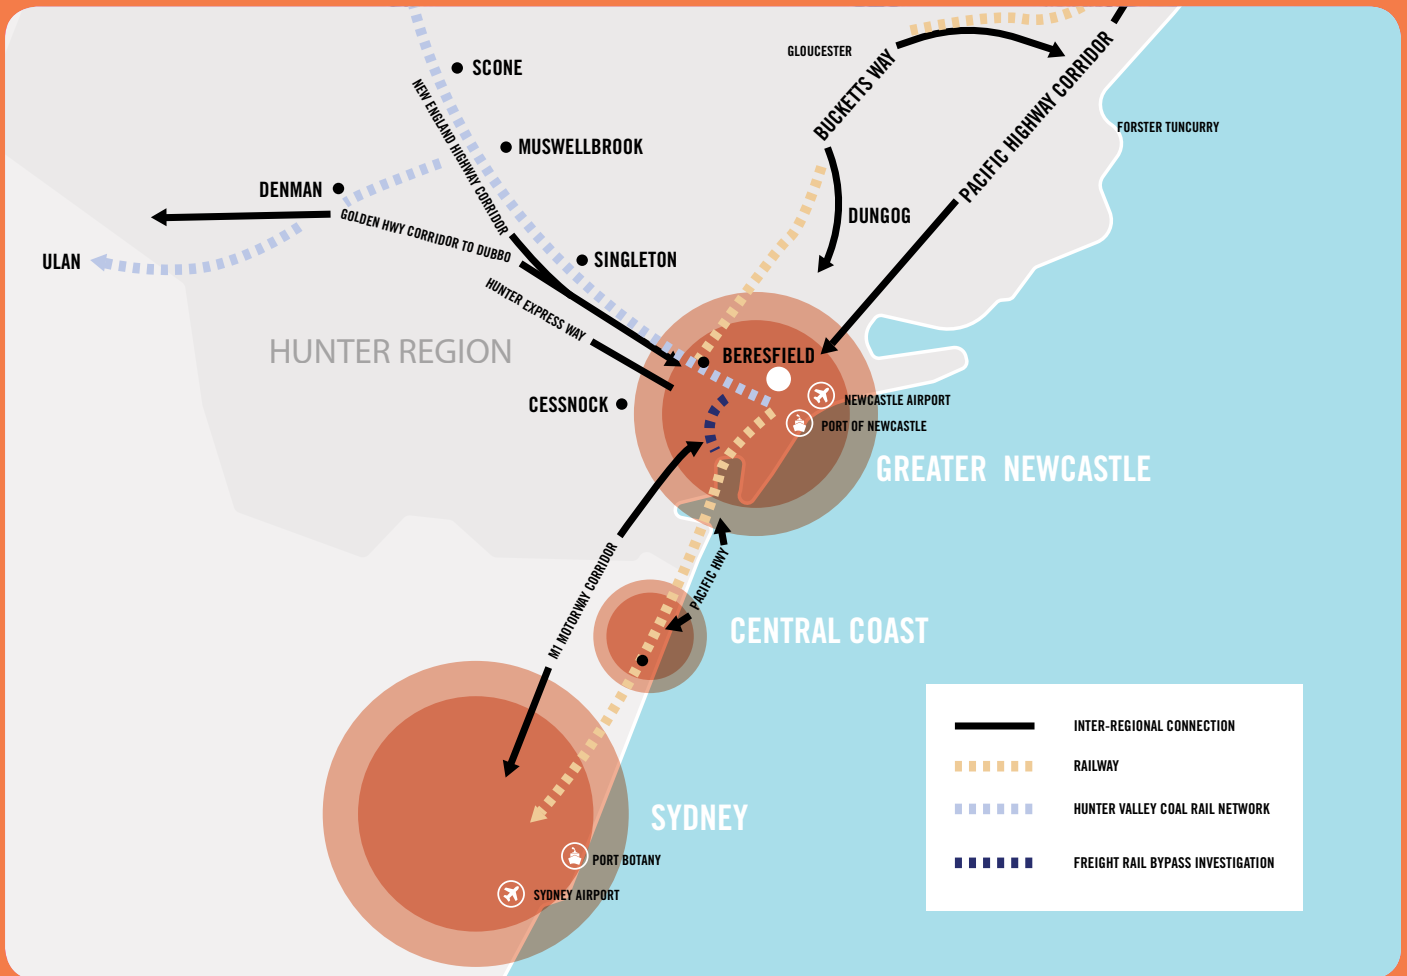 GLOUCESTER
BUCKETTS WAY
PACIFIC HIGHWAY CORRIDOR
SCONE
NEW ENGLAND HIGHWAY CORRIDOR
FORSTER TUNCURRY
MUSWELLBROOK
DENMAN
GOLDEN HWY CORRIDOR TO DUBBO
DUNGOG
ULAN
SINGLETON
HUNTER EXPRESS WAY
HUNTER REGION
BERESFIELD
CESSNOCK
NEWCASTLE AIRPORT
PORT OF NEWCASTLE
GREATER NEWCASTLE
M1 MOTORWAY CORRIDOR
PACIFIC HWY
CENTRAL COAST
SYDNEY
PORT BOTANY
SYDNEY AIRPORT
INTER-REGIONAL CONNECTION
RAILWAY
HUNTER VALLEY COAL RAIL NETWORK
FREIGHT RAIL BYPASS INVESTIGATION